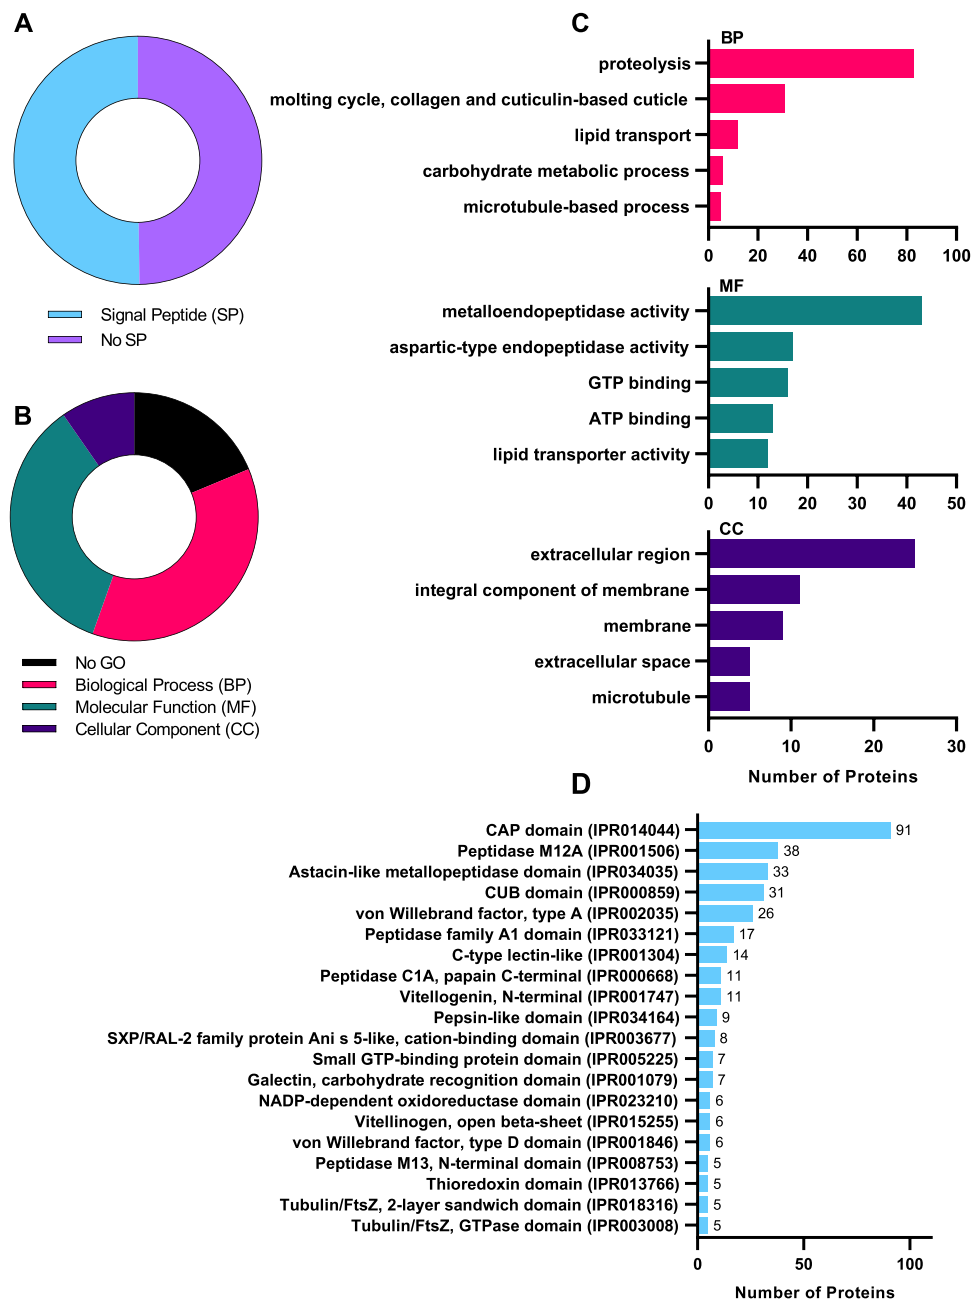 A
Signal Peptide (SP)
No SP
B
No GO
Biological Process (BP)
Molecular Function (MF)
Cellular Component (CC)
C
BP
proteolysis
molting cycle, collagen and cuticulin-based cuticle
lipid transport
carbohydrate metabolic process
microtubule-based process
0 20 40 60 80 100
MF
metalloendopeptidase activity
aspartic-type endopeptidase activity
GTP binding
ATP binding
lipid transporter activity
0 10 20 30 40 50
CC
extracellular region
integral component of membrane
membrane
extracellular space
microtubule
0 10 20 30
Number of Proteins
D
CAP domain (IPR014044) 91
Peptidase M12A (IPR001506) 38
Astacin-like metallopeptidase domain (IPR034035) 33
CUB domain (IPR000859) 31
von Willebrand factor, type A (IPR002035) 26
Peptidase family A1 domain (IPR033121) 17
C-type lectin-like (IPR001304) 14
Peptidase C1A, papain C-terminal (IPR000668) 11
Vitellogenin, N-terminal (IPR001747) 11
Pepsin-like domain (IPR034164) 9
SXP/RAL-2 family protein Ani s 5-like, cation-binding domain (IPR003677) 8
Small GTP-binding protein domain (IPR005225) 7
Galectin, carbohydrate recognition domain (IPR001079) 7
NADP-dependent oxidoreductase domain (IPR023210) 6
Vitellinogen, open beta-sheet (IPR015255) 6
von Willebrand factor, type D domain (IPR001846) 6
Peptidase M13, N-terminal domain (IPR008753) 5
Thioredoxin domain (IPR013766) 5
Tubulin/FtsZ, 2-layer sandwich domain (IPR018316) 5
Tubulin/FtsZ, GTPase domain (IPR003008) 5
0 50 100
Number of Proteins